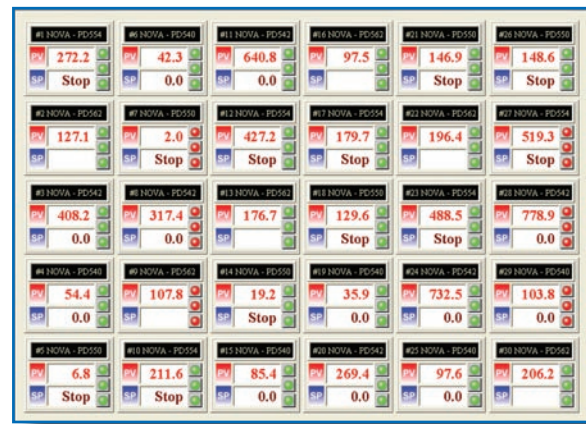 #1 NOVA - PD554
PV 272.2
SP Stop
#6 NOVA - PD540
PV 42.3
SP 0.0
#11 NOVA - PD542
PV 640.8
SP 0.0
#16 NOVA - PD562
PV 97.5
SP
#21 NOVA - PD550
PV 146.9
SP Stop
#26 NOVA - PD550
PV 148.6
SP Stop
#2 NOVA - PD562
PV 127.1
SP
#7 NOVA - PD550
PV 2.0
SP Stop
#12 NOVA - PD554
PV 427.2
SP Stop
#17 NOVA - PD554
PV 179.7
SP Stop
#22 NOVA - PD562
PV 196.4
SP
#27 NOVA - PD554
PV 519.3
SP Stop
#3 NOVA - PD542
PV 408.2
SP 0.0
#8 NOVA - PD542
PV 317.4
SP 0.0
#13 NOVA - PD562
PV 176.7
SP
#18 NOVA - PD550
PV 129.6
SP Stop
#23 NOVA - PD554
PV 488.5
SP Stop
#28 NOVA - PD542
PV 778.9
SP 0.0
#4 NOVA - PD540
PV 54.4
SP 0.0
#9 NOVA - PD562
PV 107.8
SP
#14 NOVA - PD550
PV 19.2
SP Stop
#19 NOVA - PD540
PV 35.9
SP 0.0
#24 NOVA - PD542
PV 732.5
SP 0.0
#29 NOVA - PD540
PV 103.8
SP 0.0
#5 NOVA - PD550
PV 6.8
SP Stop
#10 NOVA - PD554
PV 211.6
SP Stop
#15 NOVA - PD540
PV 85.4
SP 0.0
#20 NOVA - PD542
PV 269.4
SP 0.0
#25 NOVA - PD540
PV 97.6
SP 0.0
#30 NOVA - PD562
PV 206.2
SP